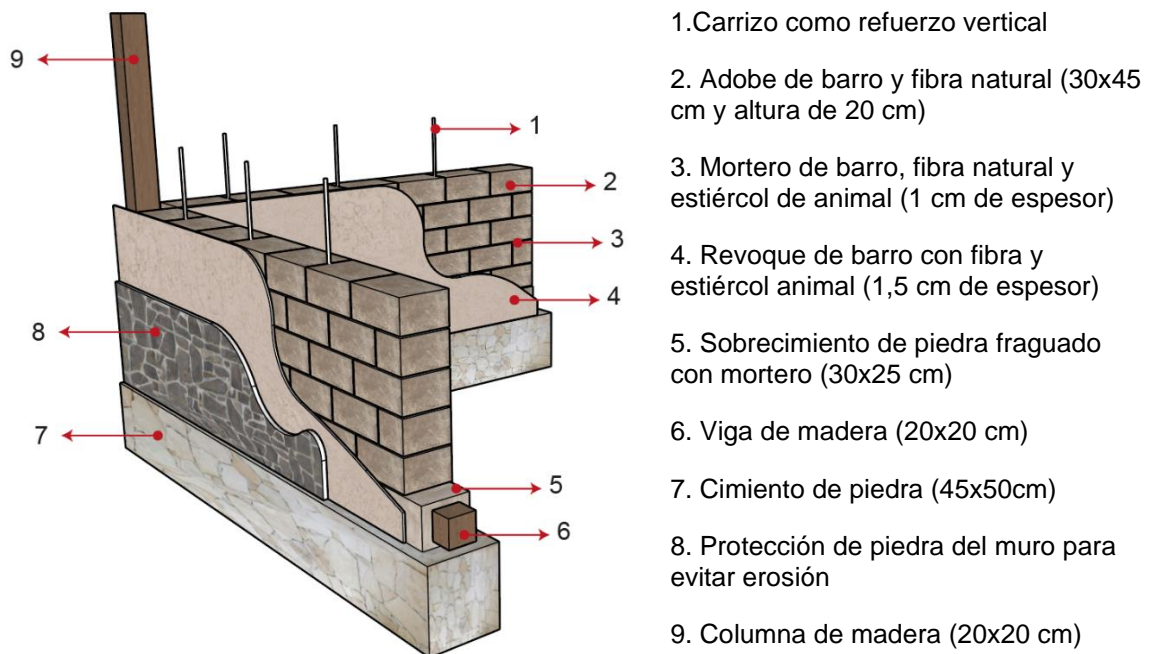 1.Carrizo como refuerzo vertical
2. Adobe de barro y fibra natural (30x45
cm y altura de 20 cm)
3. Mortero de barro, fibra natural y
estiércol de animal (1 cm de espesor)
4. Revoque de barro con fibra y
estiércol animal (1,5 cm de espesor)
5. Sobrecimiento de piedra fraguado
con mortero (30x25 cm)
6. Viga de madera (20x20 cm)
7. Cimiento de piedra (45x50cm)
8. Protección de piedra del muro para
evitar erosión
9. Columna de madera (20x20 cm)
9
1
2
3
4
8
7
5
6